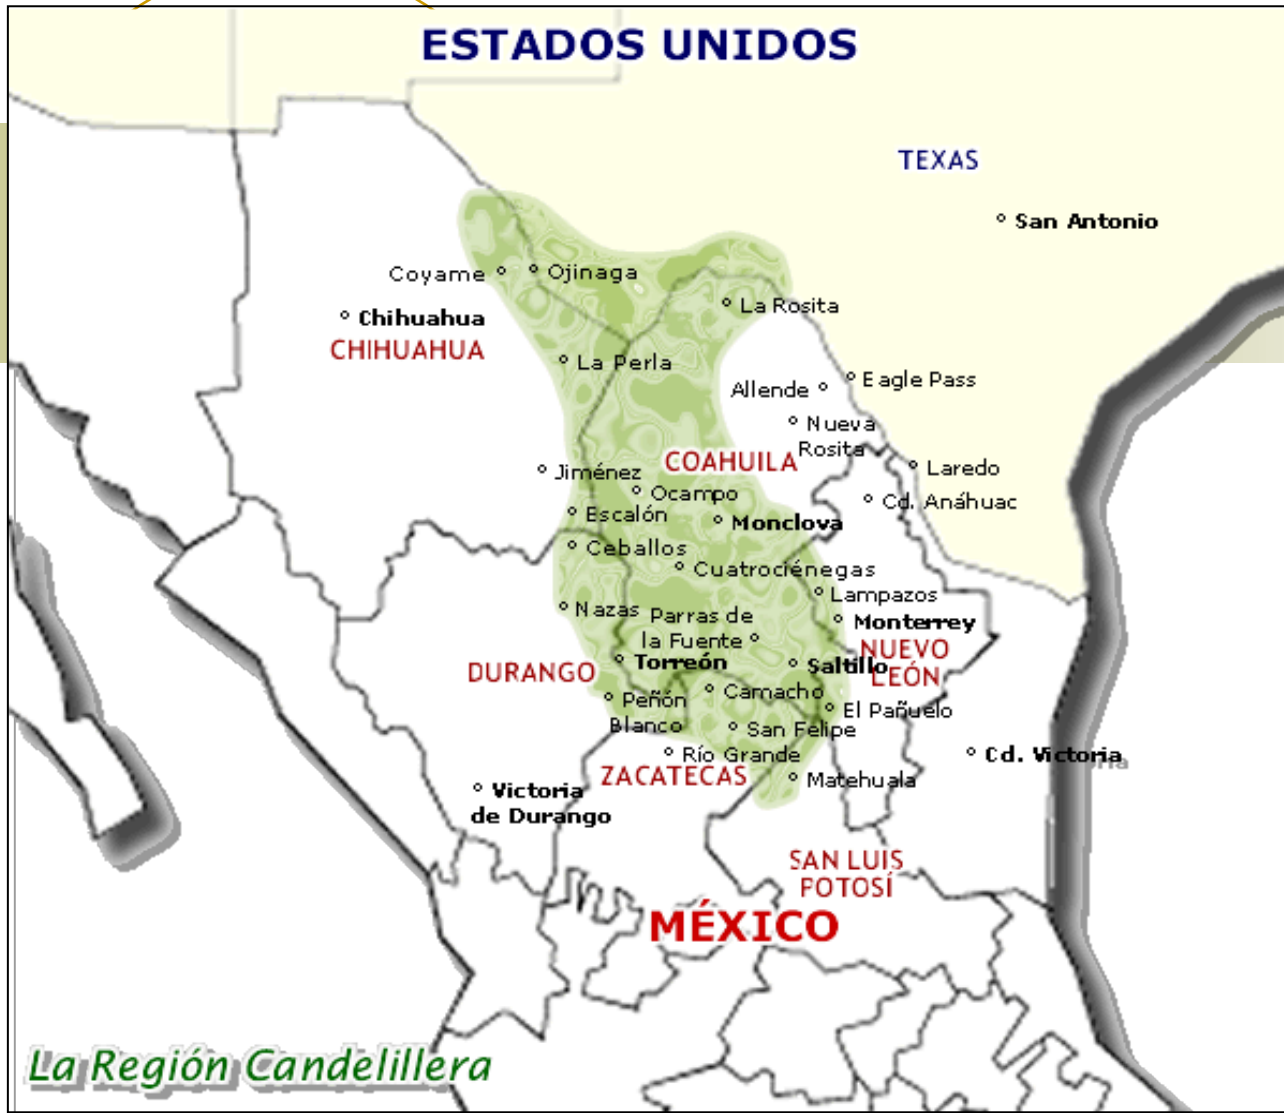 ESTADOS UNIDOS
TEXAS
San Antonio
Coyame
Ojinaga
La Rosita
Chihuahua
CHIHUAHUA
La Perla
Allende
Eagle Pass
Nueva
Rosita
COAHUILA
Laredo
Jiménez
Ocampo
Cd. Anáhuac
Escalón
Monclova
Ceballos
Cuatrociénegas
Lampazos
Nazas
Parras de
la Fuente
Monterrey
NUEVO
LEÓN
Torreón
Saltillo
DURANGO
Camacho
Peñón
Blanco
El Pañuelo
San Felipe
Río Grande
Cd. Victoria
ZACATECAS
Matehuala
Victoria
de Durango
SAN LUIS
POTOSÍ
MÉXICO
La Región Candelillera